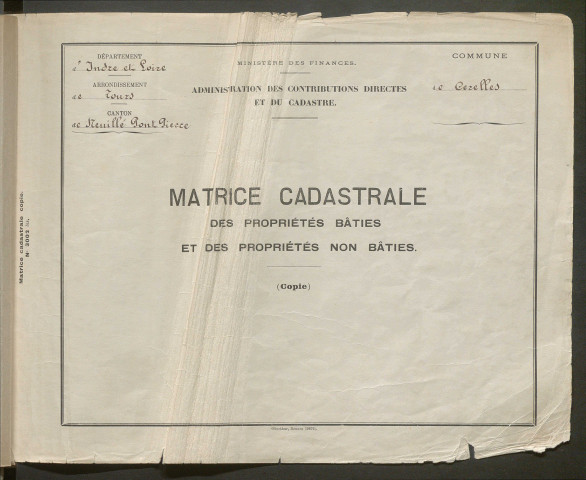 DÉPARTEMENT
d'Indre et Loire
ARRONDISSEMENT
de Tours
CANTON
de Neuillé Pont Pierre
MINISTÈRE DES FINANCES.
ADMINISTRATION DES CONTRIBUTIONS DIRECTES
ET DU CADASTRE.
COMMUNE
de Cerelles
MATRICE CADASTRALE
DES PROPRIÉTÉS BÂTIES
ET DES PROPRIÉTÉS NON BÂTIES.
(Copie)
Matrice cadastrale copie.